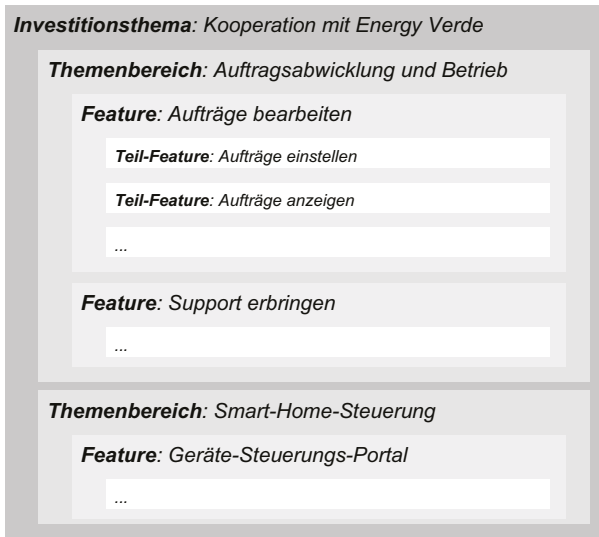 Investitionsthema: Kooperation mit Energy Verde
Themenbereich: Auftragsabwicklung und Betrieb
Feature: Aufträge bearbeiten
Teil-Feature: Aufträge einstellen
Teil-Feature: Aufträge anzeigen
...
Feature: Support erbringen
...
Themenbereich: Smart-Home-Steuerung
Feature: Geräte-Steuerungs-Portal
...